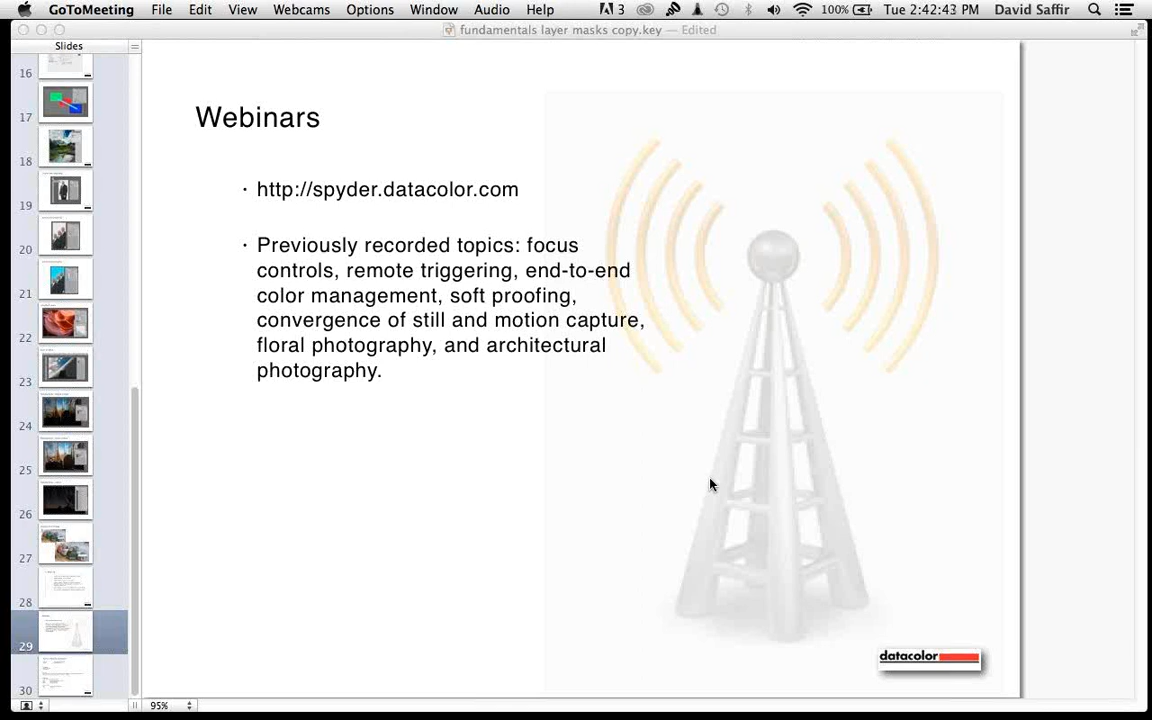 GoToMeeting File Edit View Webcams Options Window Audio Help 3 100% Tue 2:42:43 PM David Saffir
fundamentals layer masks copy.key — Edited
Slides
16
17
18
19
20
21
22
23
24
25
26
27
28
29
30
Webinars
· http://spyder.datacolor.com
· Previously recorded topics: focus
controls, remote triggering, end-to-end
color management, soft proofing,
convergence of still and motion capture,
floral photography, and architectural
photography.
datacolor
95%